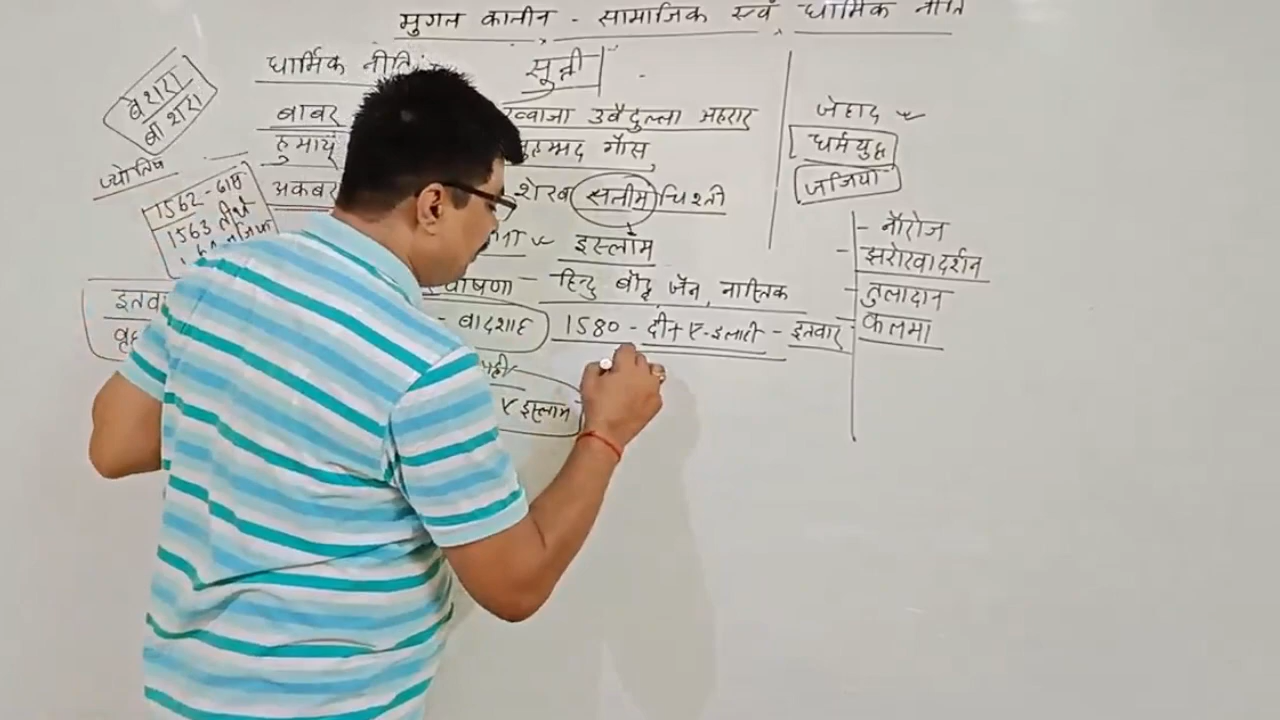 मुगल कालीन - सामाजिक एवं धार्मिक नीति
धार्मिक नीति : सुन्नी
बेशरा
बाशरा
बाबर ख्वाजा उबैदुल्ला अहरार
हुमायूं मुहम्मद गौस
ज्योतिष
अकबर शेख सलीम चिश्ती
1562 -
1563 तीर्थ
इस्लाम
घोषणा - हिन्दु बौद्ध, जैन, नास्तिक
- बादशाह 1580 - दीन-ए-इलाही - इतवार
इस्लाम
जेहाद
धर्मयुद्ध
जजिया
- नौरोज
- झरोखादर्शन
- तुलादान
- कलमा